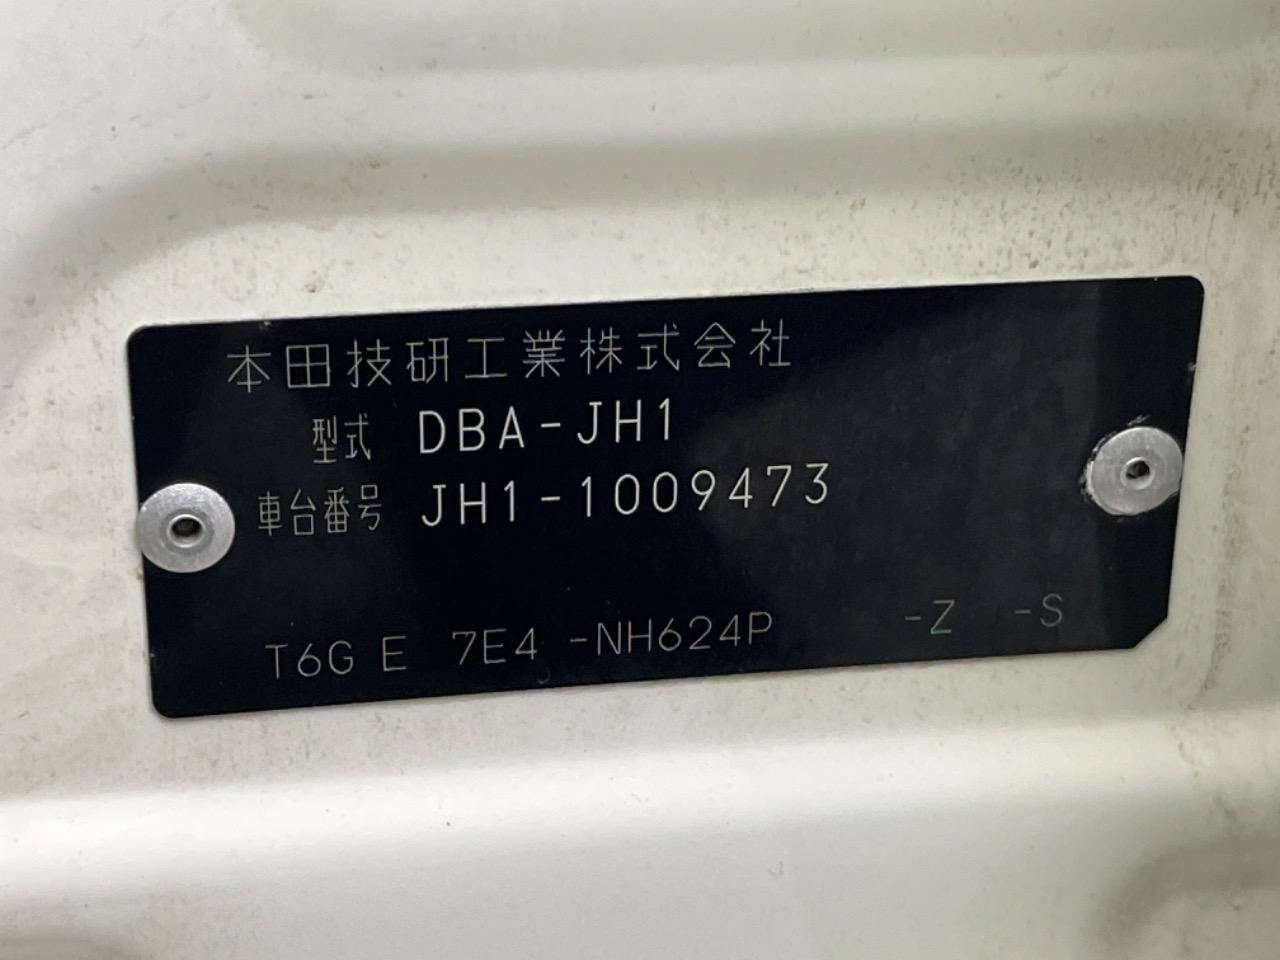 本田技研工業株式会社
型式 DBA-JH1
車台番号 JH1-1009473
T6G E 7E4 -NH624P -Z -S